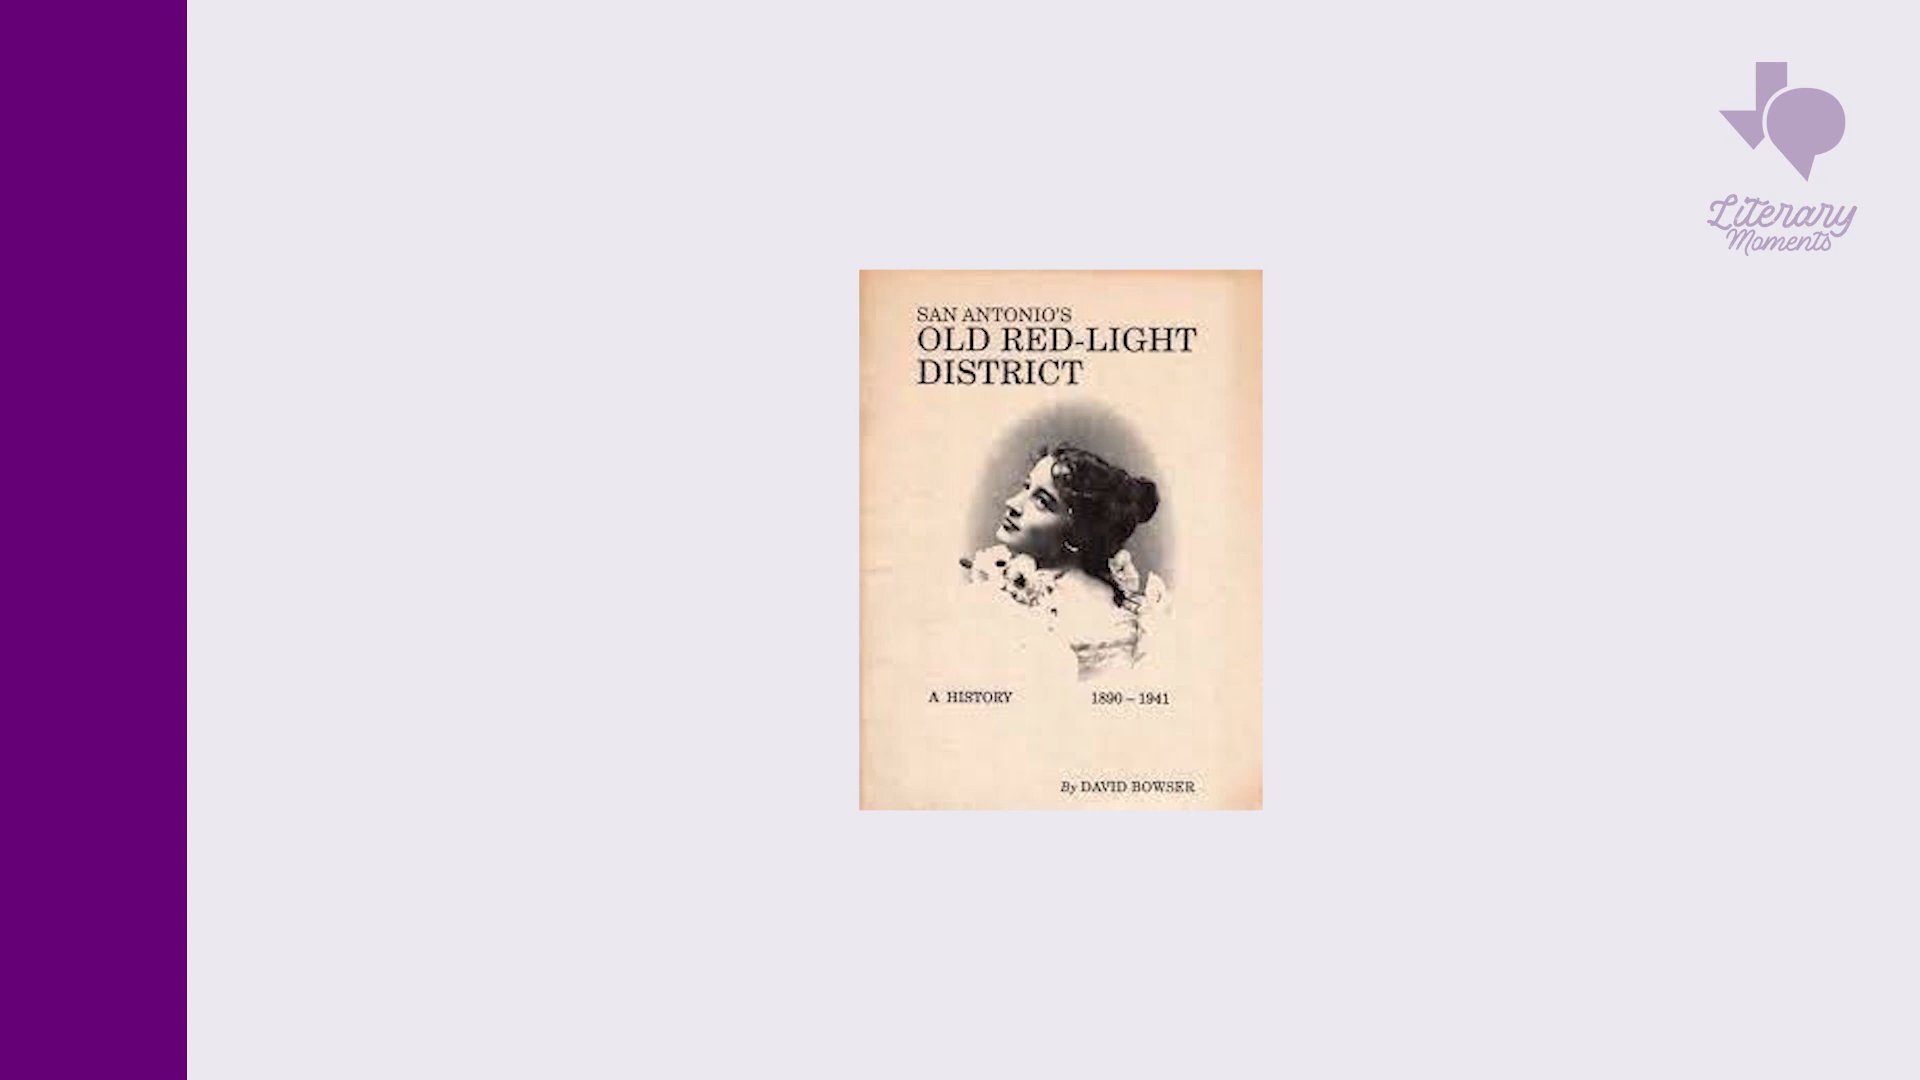 Literary
Moments
SAN ANTONIO'S
OLD RED-LIGHT
DISTRICT
A HISTORY 1890 – 1941
By DAVID BOWSER